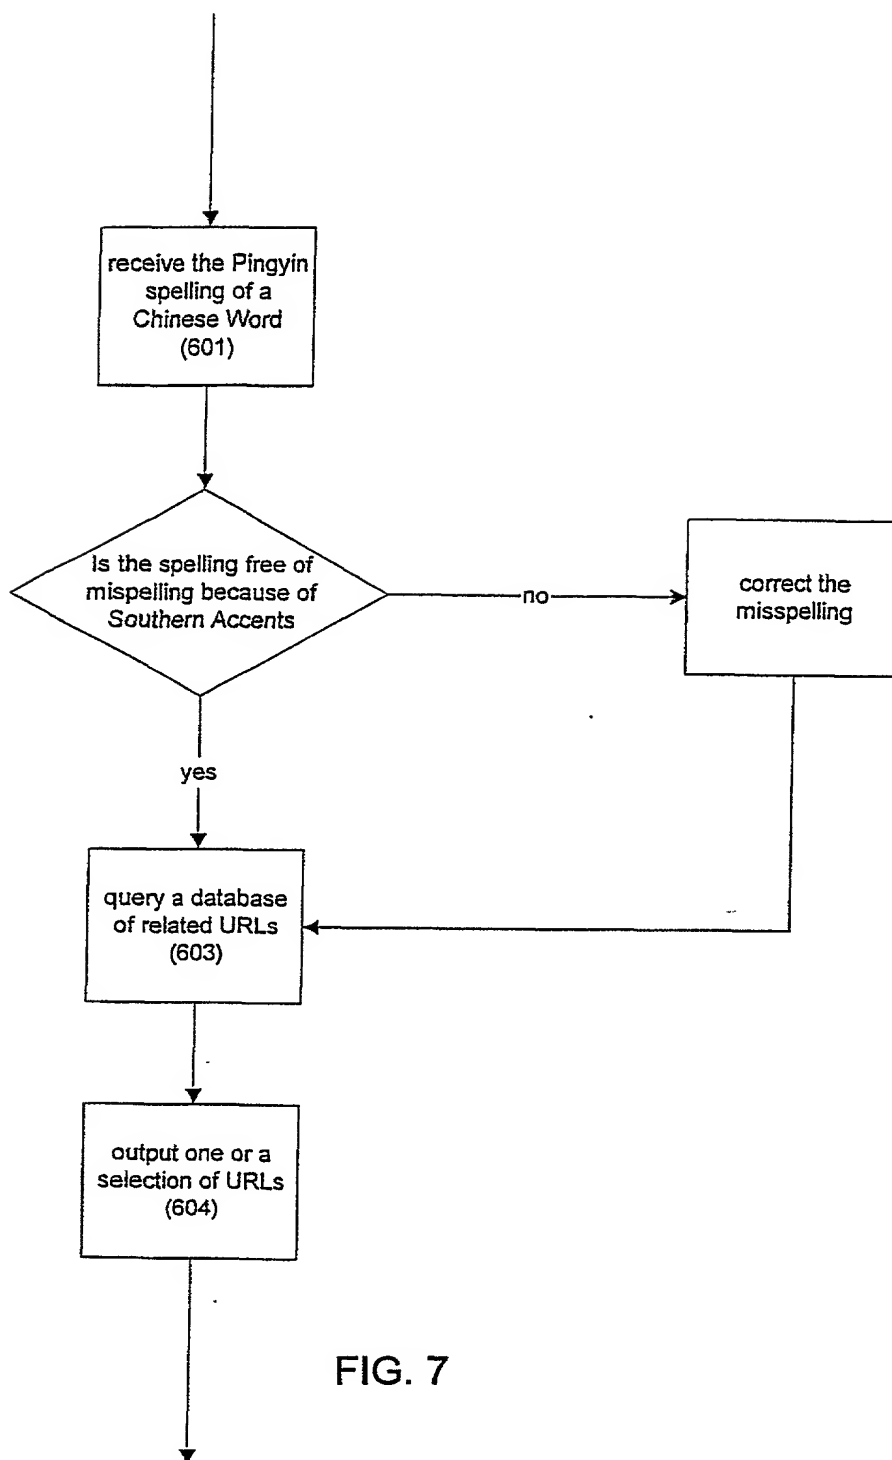 receive the Pingyin
spelling of a
Chinese Word
(601)
Is the spelling free of
mispelling because of
Southern Accents
no
correct the
misspelling
yes
query a database
of related URLs
(603)
output one or a
selection of URLs
(604)
FIG. 7